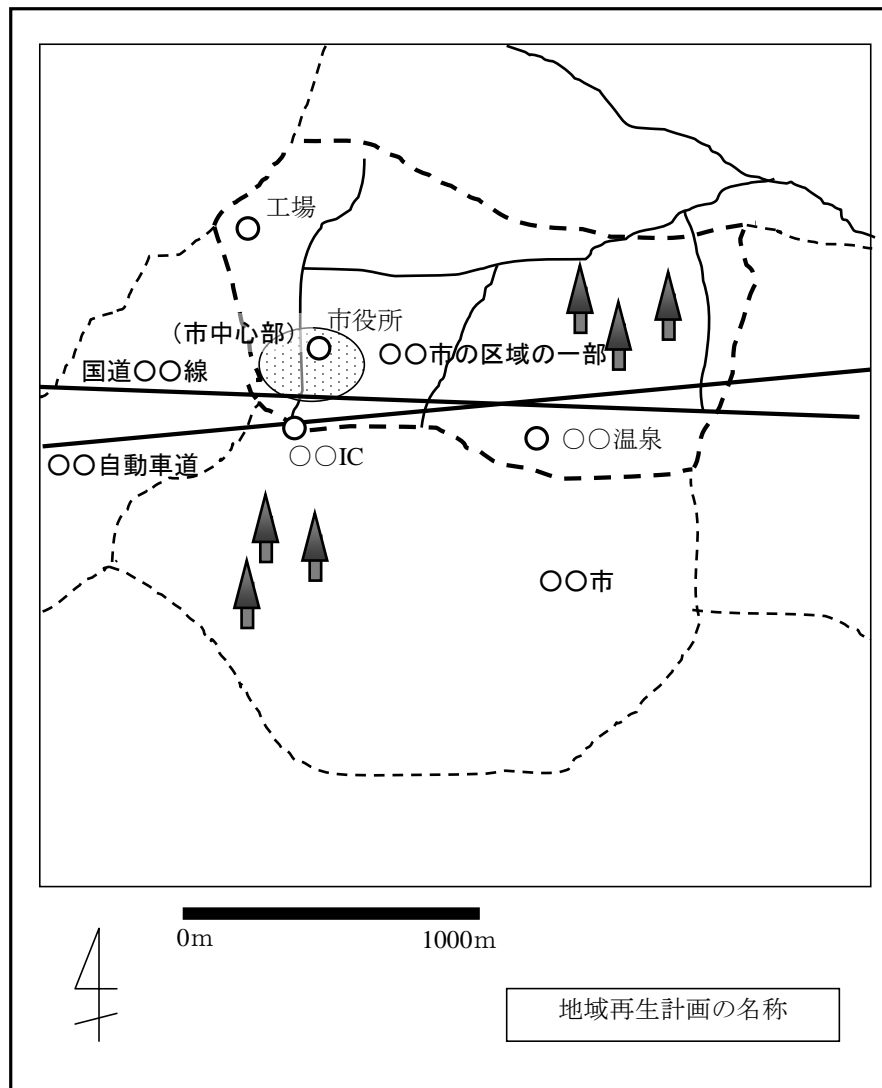 工場
市役所
（市中心部）
○○市の区域の一部
国道○○線
○○IC
○○温泉
○○自動車道
○○市
0m
1000m
地域再生計画の名称